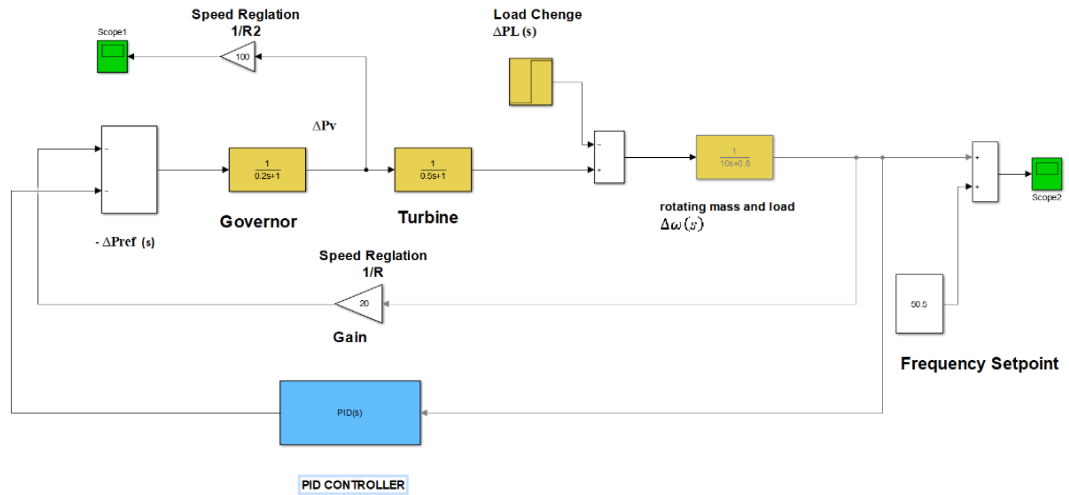 Speed Reglation
1/R2
Load Chenge
ΔPL (s)
Scope1
100
ΔPv
1
0.2s+1
1
0.5s+1
1
10s+0.8
Scope2
Governor
Turbine
rotating mass and load
Δω(s)
- ΔPref (s)
Speed Reglation
1/R
20
50.5
Gain
Frequency Setpoint
PID(s)
PID CONTROLLER